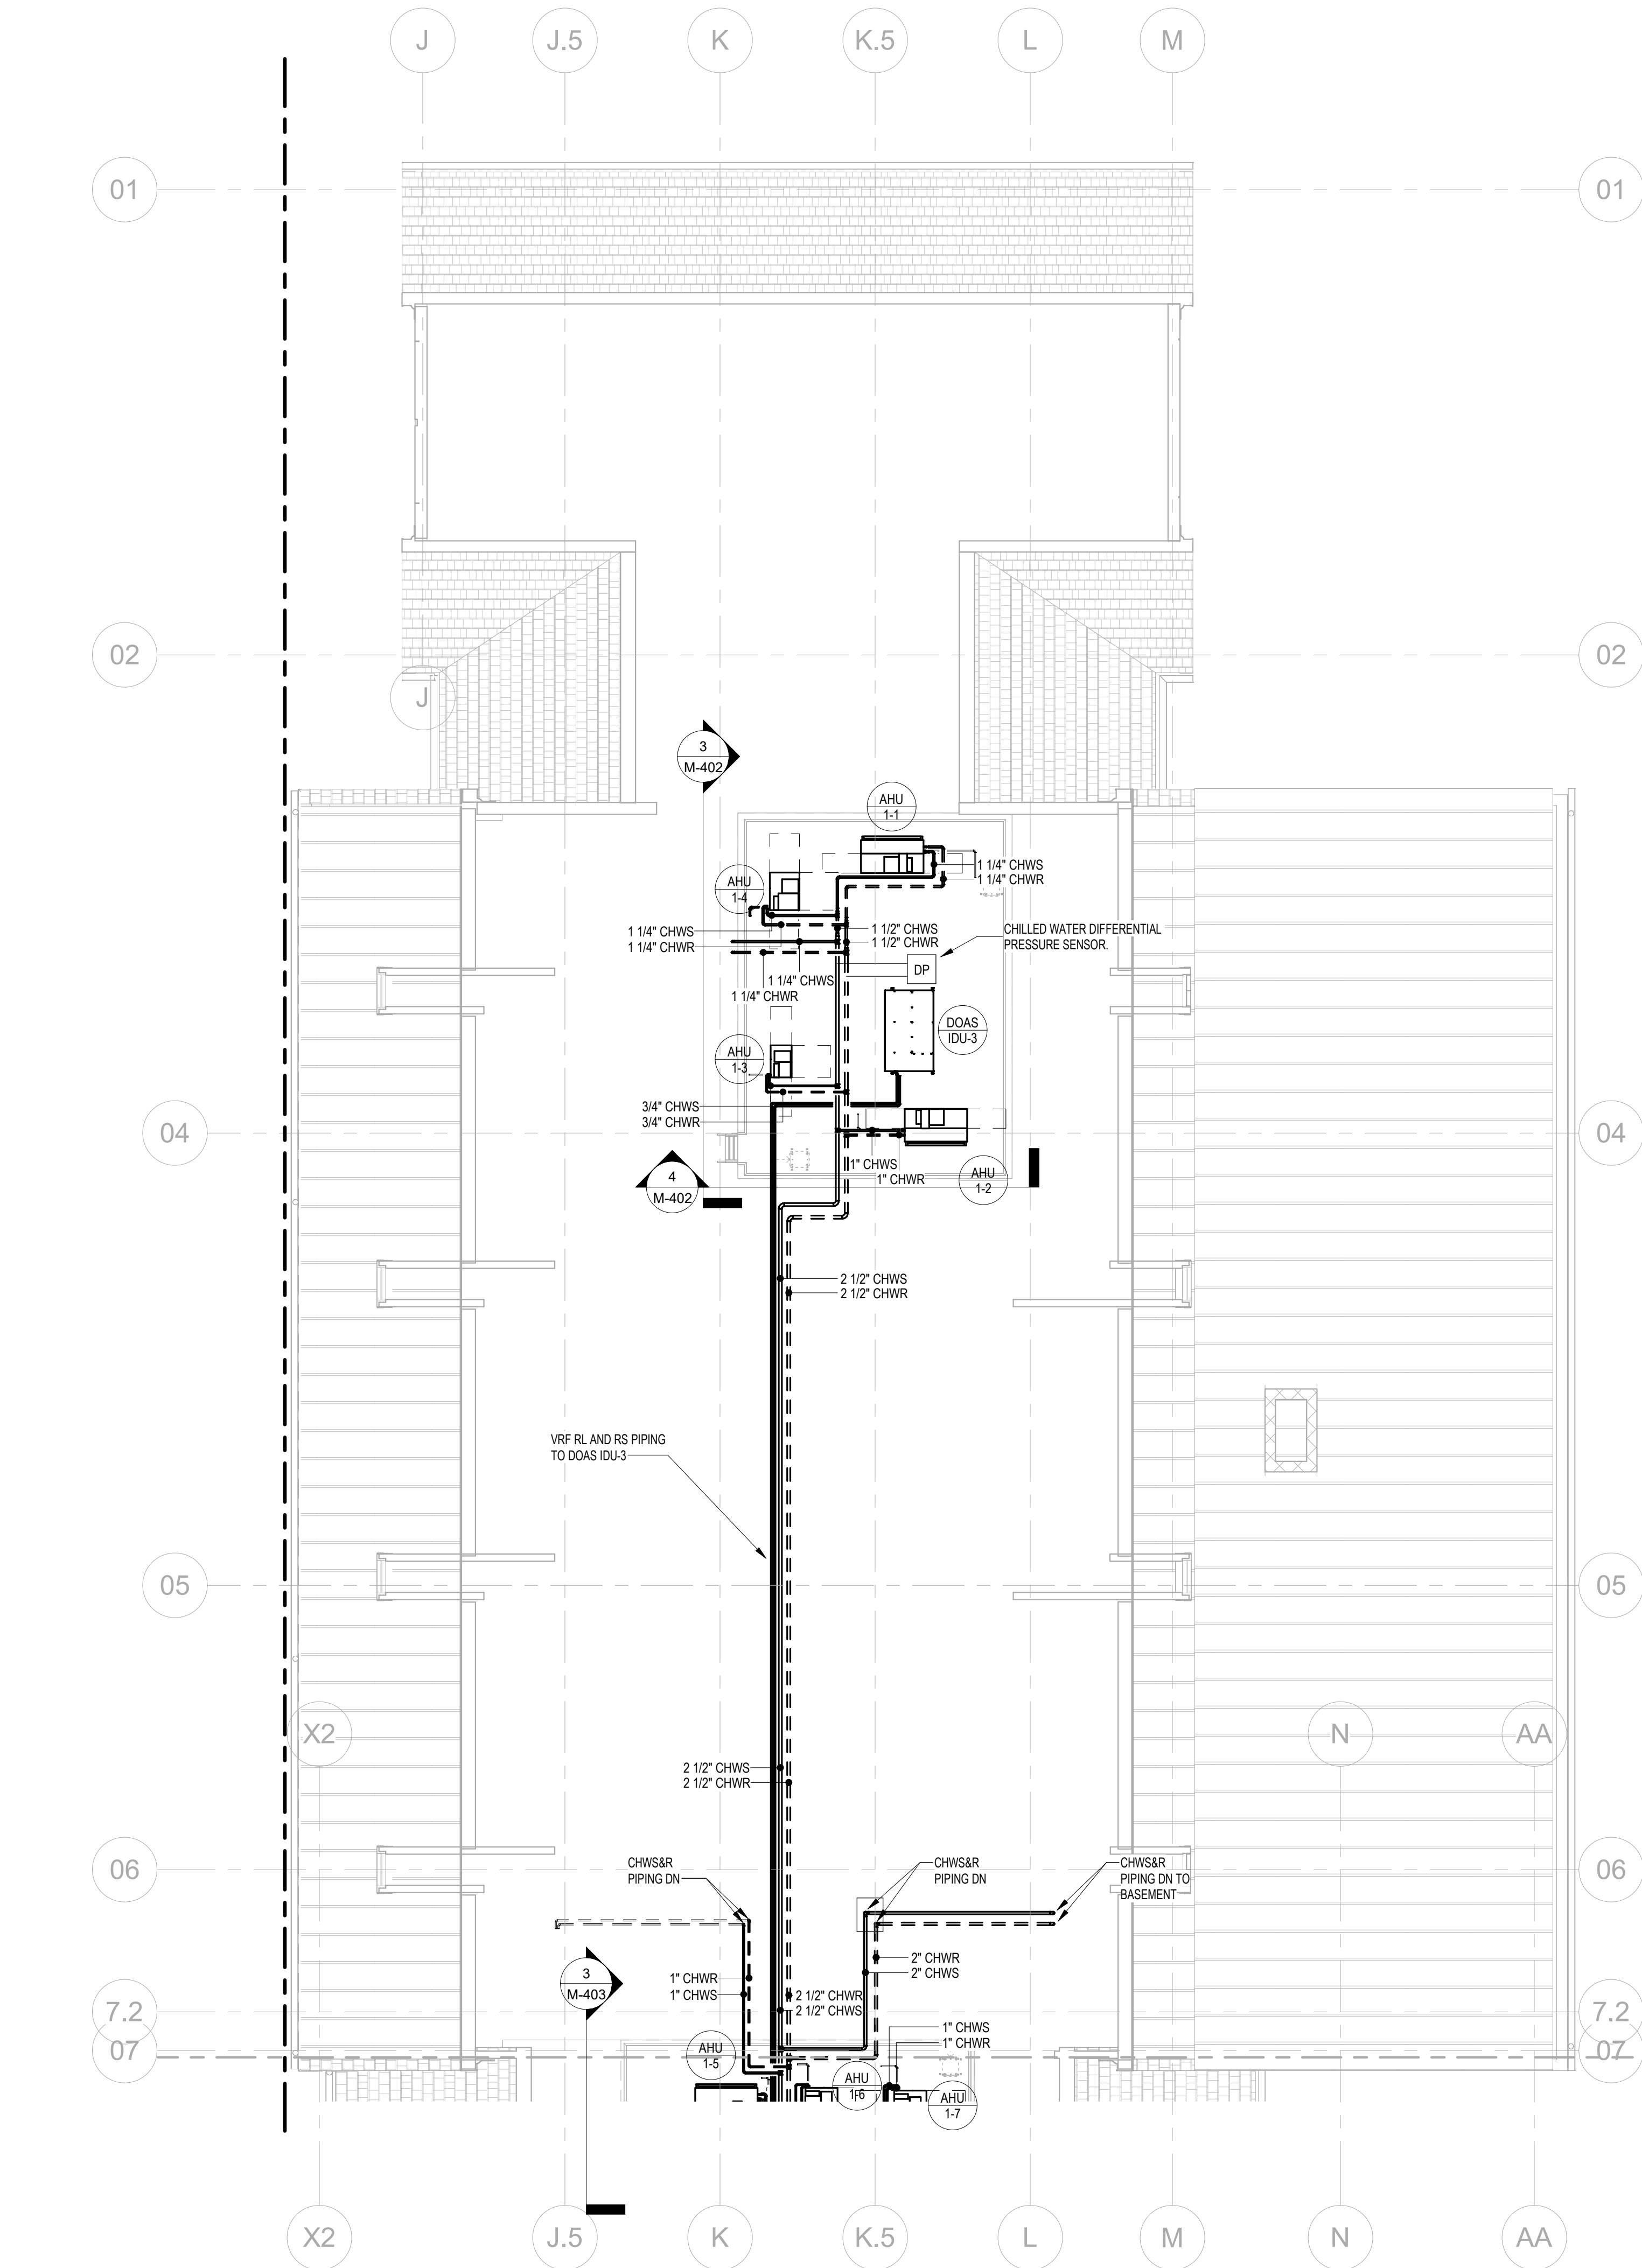 J
J.5
K
K.5
L
M
01
01
02
02
J
3
M-402
AHU
1-1
AHU
1-4
1 1/4" CHWS
1 1/4" CHWR
1 1/4" CHWS
1 1/4" CHWR
1 1/2" CHWS
1 1/2" CHWR
CHILLED WATER DIFFERENTIAL
PRESSURE SENSOR.
DP
1 1/4" CHWS
1 1/4" CHWR
DOAS
IDU-3
AHU
1-3
3/4" CHWS
3/4" CHWR
04
04
1" CHWS
1" CHWR
AHU
1-2
4
M-402
2 1/2" CHWS
2 1/2" CHWR
VRF RL AND RS PIPING
TO DOAS IDU-3
05
05
X2
N
AA
2 1/2" CHWS
2 1/2" CHWR
06
06
CHWS&R
PIPING DN
CHWS&R
PIPING DN
CHWS&R
PIPING DN TO
BASEMENT
2" CHWR
2" CHWS
3
M-403
1" CHWR
1" CHWS
2 1/2" CHWR
2 1/2" CHWS
7.2
7.2
1" CHWS
1" CHWR
07
07
AHU
1-5
AHU
1-6
AHU
1-7
X2
J.5
K
K.5
L
M
N
AA